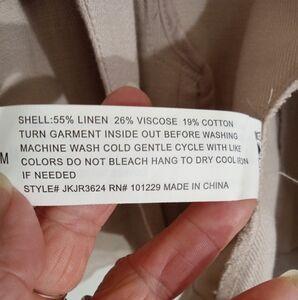 SHELL:55% LINEN 26% VISCOSE 19% COTTON
TURN GARMENT INSIDE OUT BEFORE WASHING
MACHINE WASH COLD GENTLE CYCLE WITH LIKE
M COLORS DO NOT BLEACH HANG TO DRY COOL IRON
IF NEEDED
STYLE# JKJR3624 RN# 101229 MADE IN CHINA